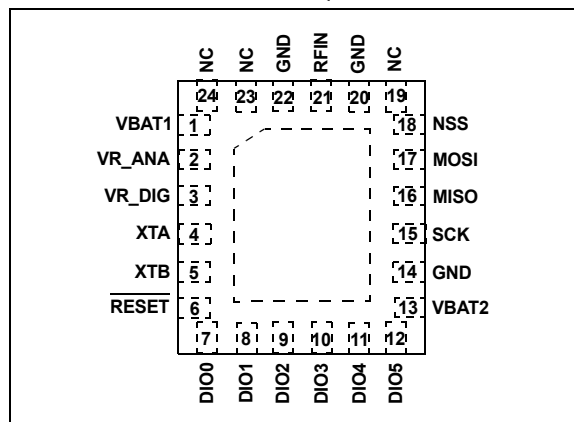 NC
NC
GND
RFIN
GND
NC
24 23 22 21 20 19
VBAT1 1 18 NSS
VR_ANA 2 17 MOSI
VR_DIG 3 16 MISO
XTA 4 15 SCK
XTB 5 14 GND
RESET 6 13 VBAT2
7 8 9 10 11 12
DIO0
DIO1
DIO2
DIO3
DIO4
DIO5